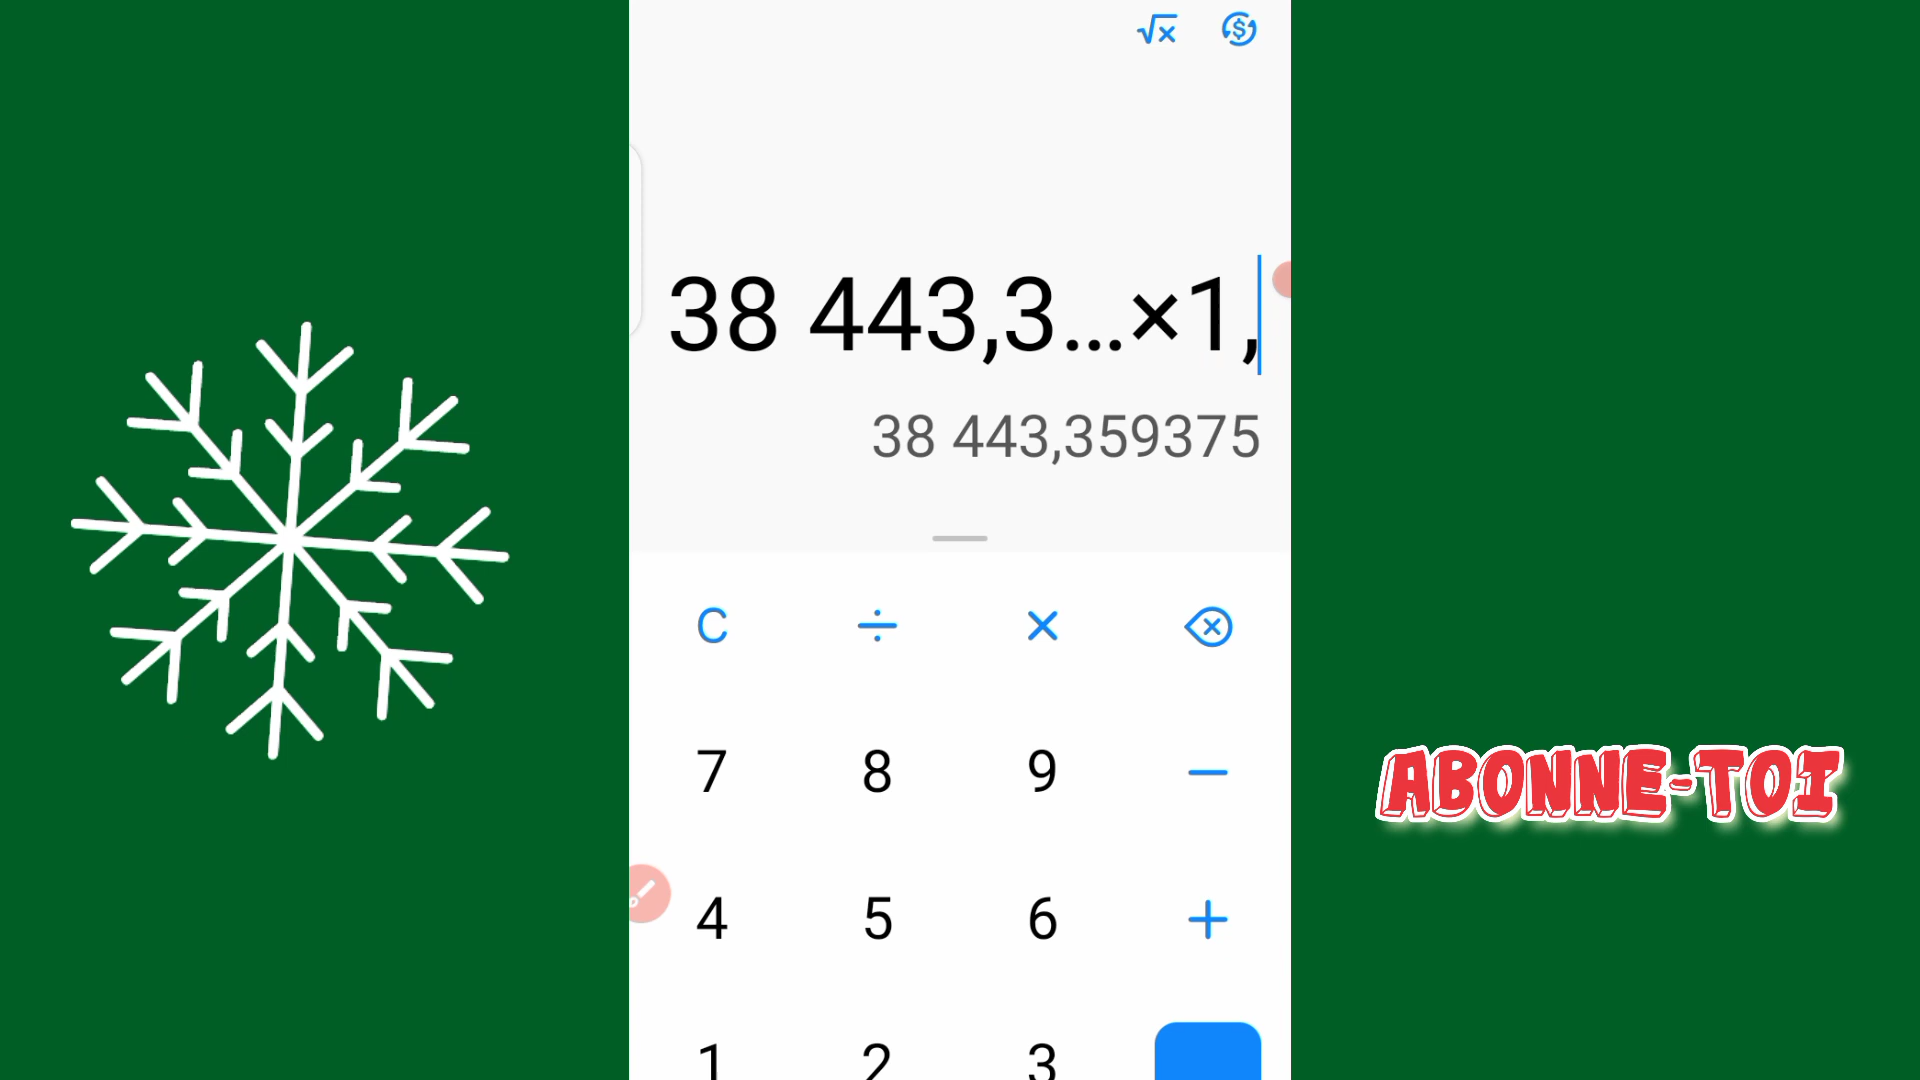 √x $
38 443,3...×1,
38 443,359375
C ÷ ×
7 8 9 −
4 5 6 +
ABONNE-TOI
1 2 3